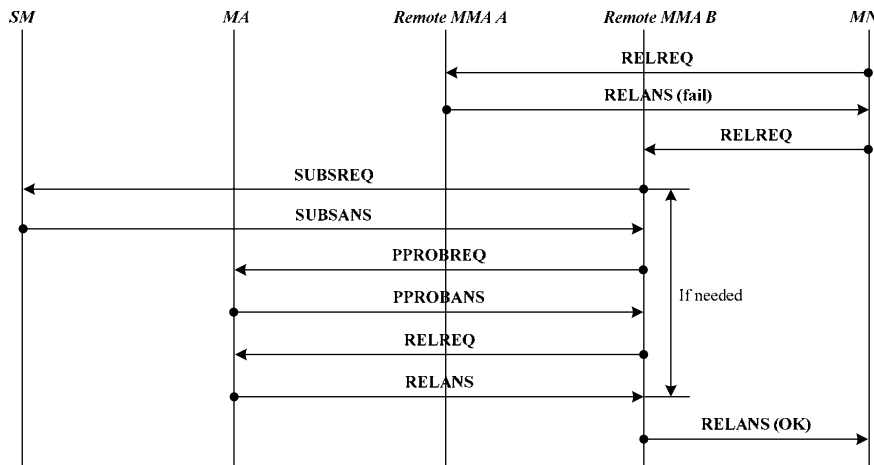 SM MA Remote MMA A Remote MMA B MN
RELREQ
RELANS (fail)
RELREQ
SUBSREQ
SUBSANS
PPROBREQ
PPROBANS
If needed
RELREQ
RELANS
RELANS (OK)